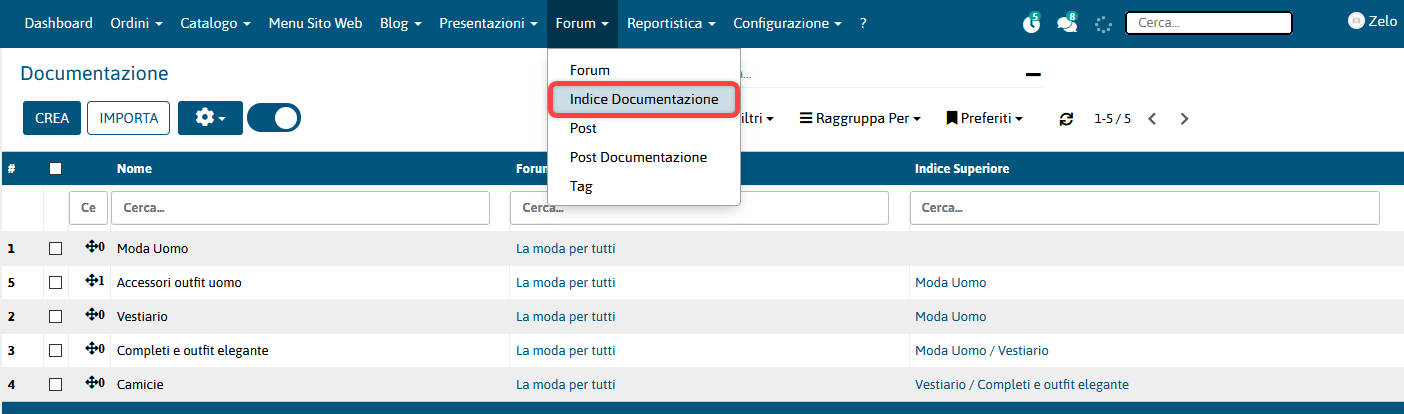 Dashboard Ordini Catalogo Menu Sito Web Blog Presentazioni Forum Reportistica Configurazione ? 5 8 Cerca... Zelo
Documentazione
Forum
Indice Documentazione
Post
Post Documentazione
Tag
CREA IMPORTA iltri Raggruppa Per Preferiti 1-5 / 5
# Nome Forum Indice Superiore
Ce Cerca... Cerca... Cerca...
1 0 Moda Uomo La moda per tutti
5 1 Accessori outfit uomo La moda per tutti Moda Uomo
2 0 Vestiario La moda per tutti Moda Uomo
3 0 Completi e outfit elegante La moda per tutti Moda Uomo / Vestiario
4 0 Camicie La moda per tutti Vestiario / Completi e outfit elegante